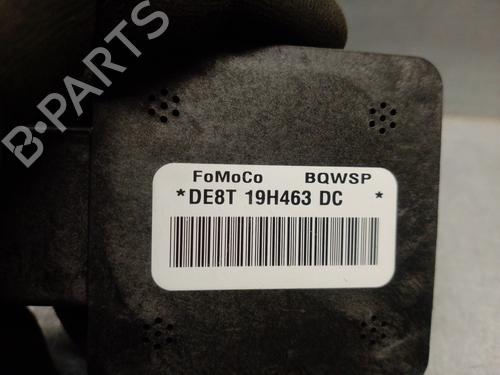 B-PARTS
FoMoCo BQWSP
*DE8T 19H463 DC *